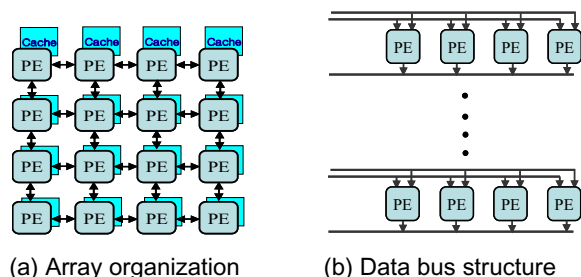 Cache Cache Cache Cache
PE PE PE PE PE PE PE PE
PE PE PE PE
PE PE PE PE
PE PE PE PE PE PE PE PE
(a) Array organization (b) Data bus structure